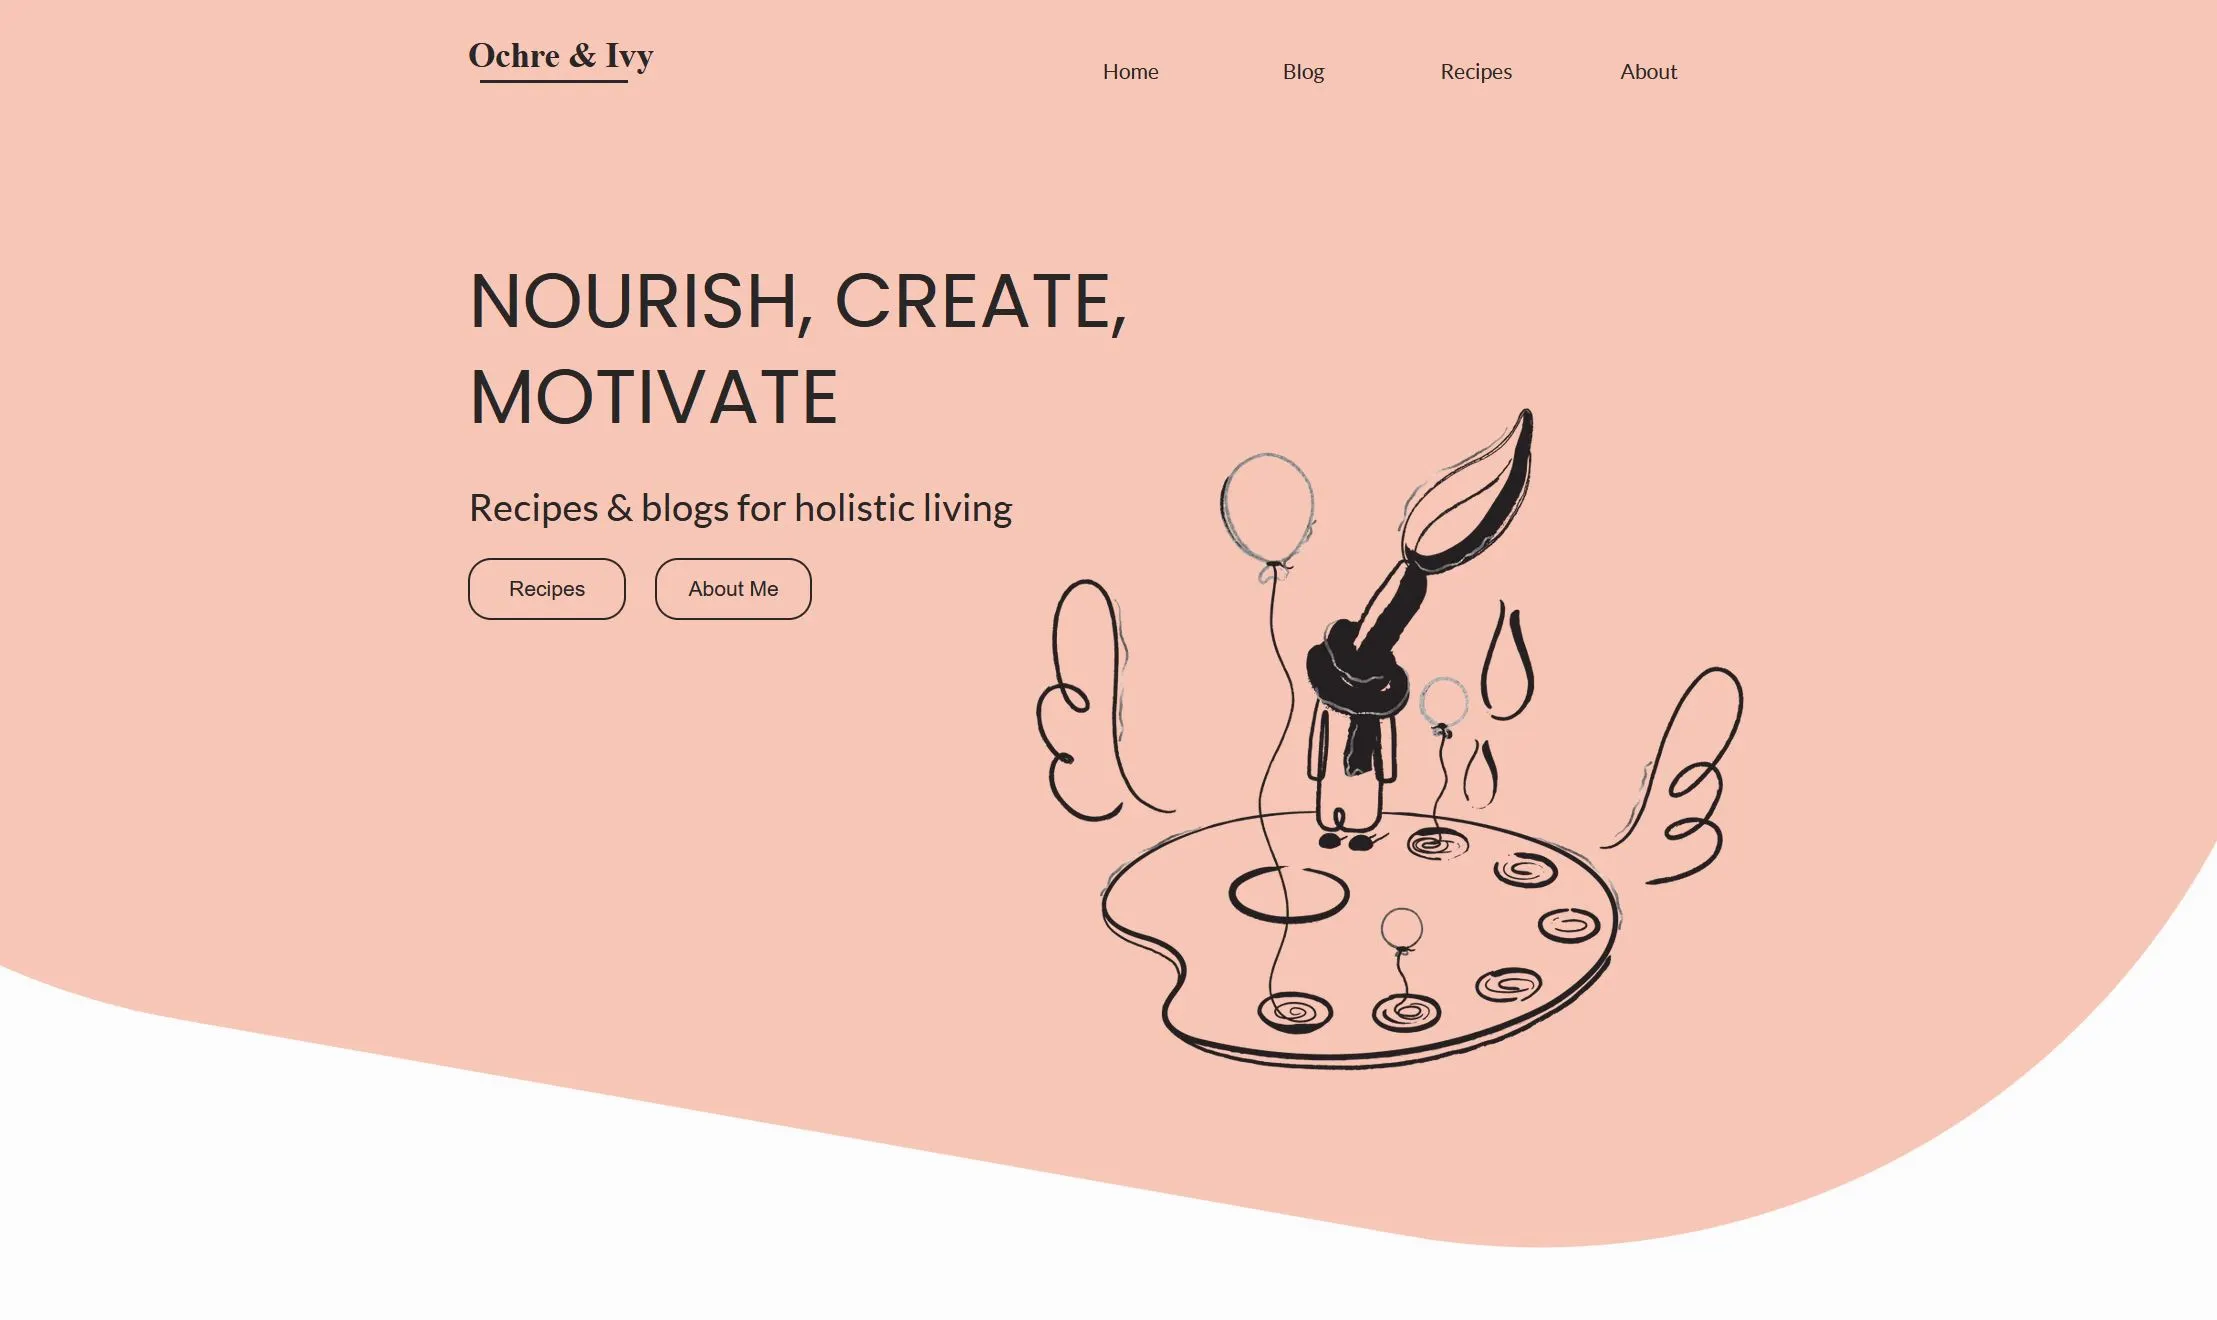 Ochre & Ivy
Home
Blog
Recipes
About
NOURISH, CREATE,
MOTIVATE
Recipes & blogs for holistic living
Recipes
About Me